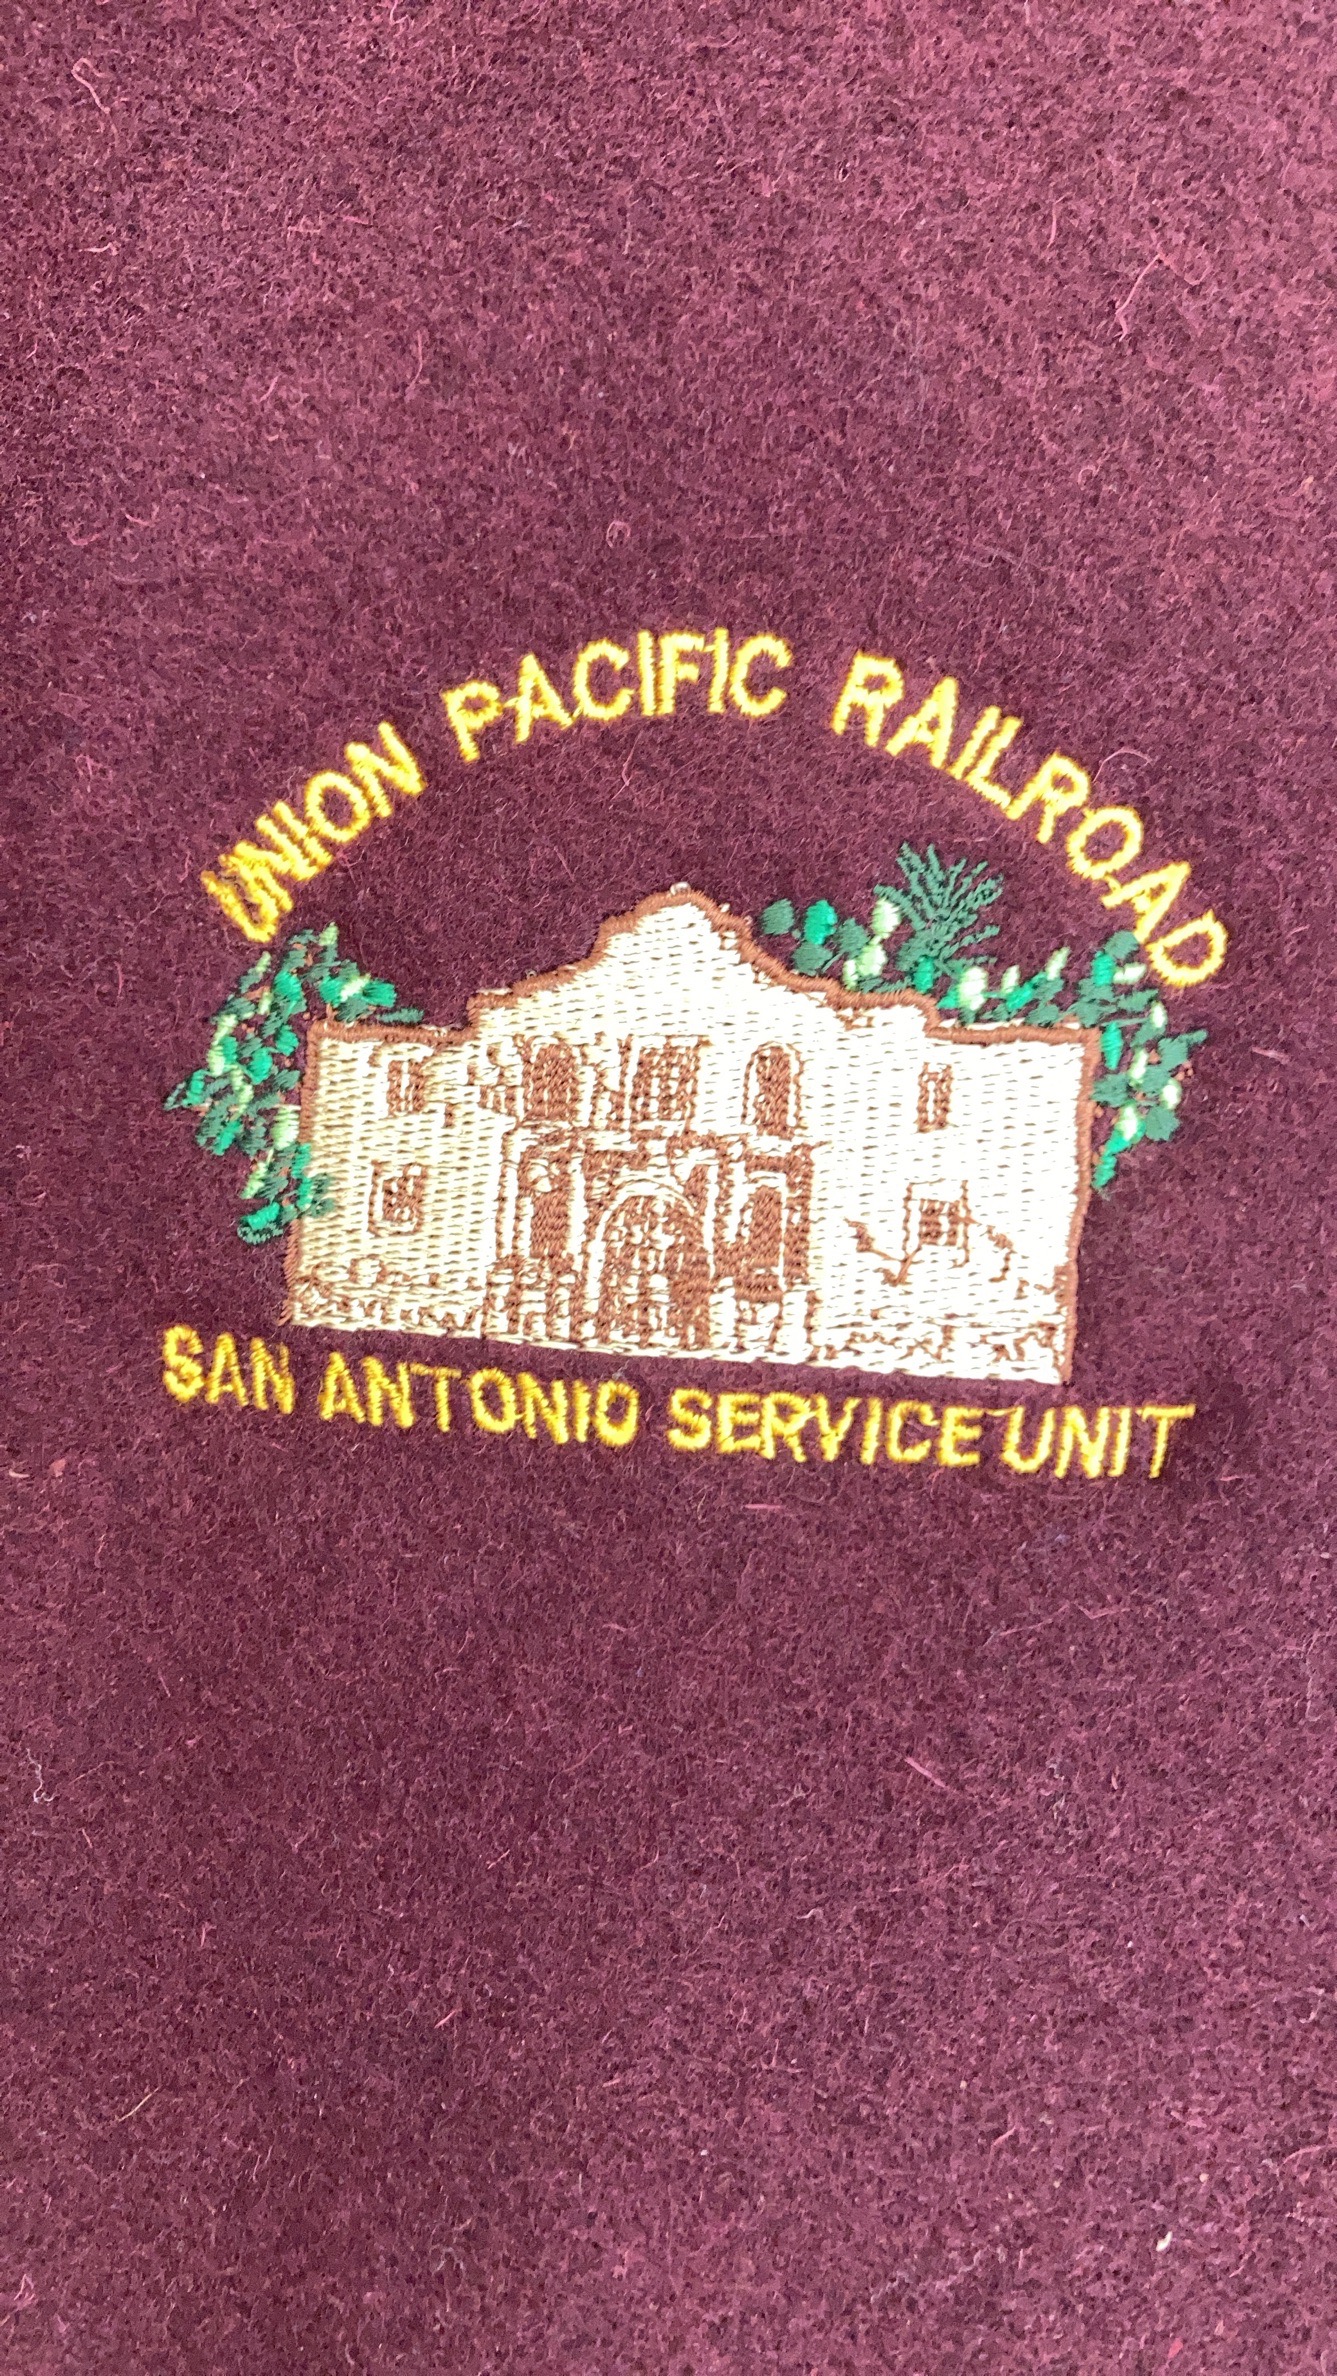 UNION PACIFIC RAILROAD
SAN ANTONIO SERVICE UNIT